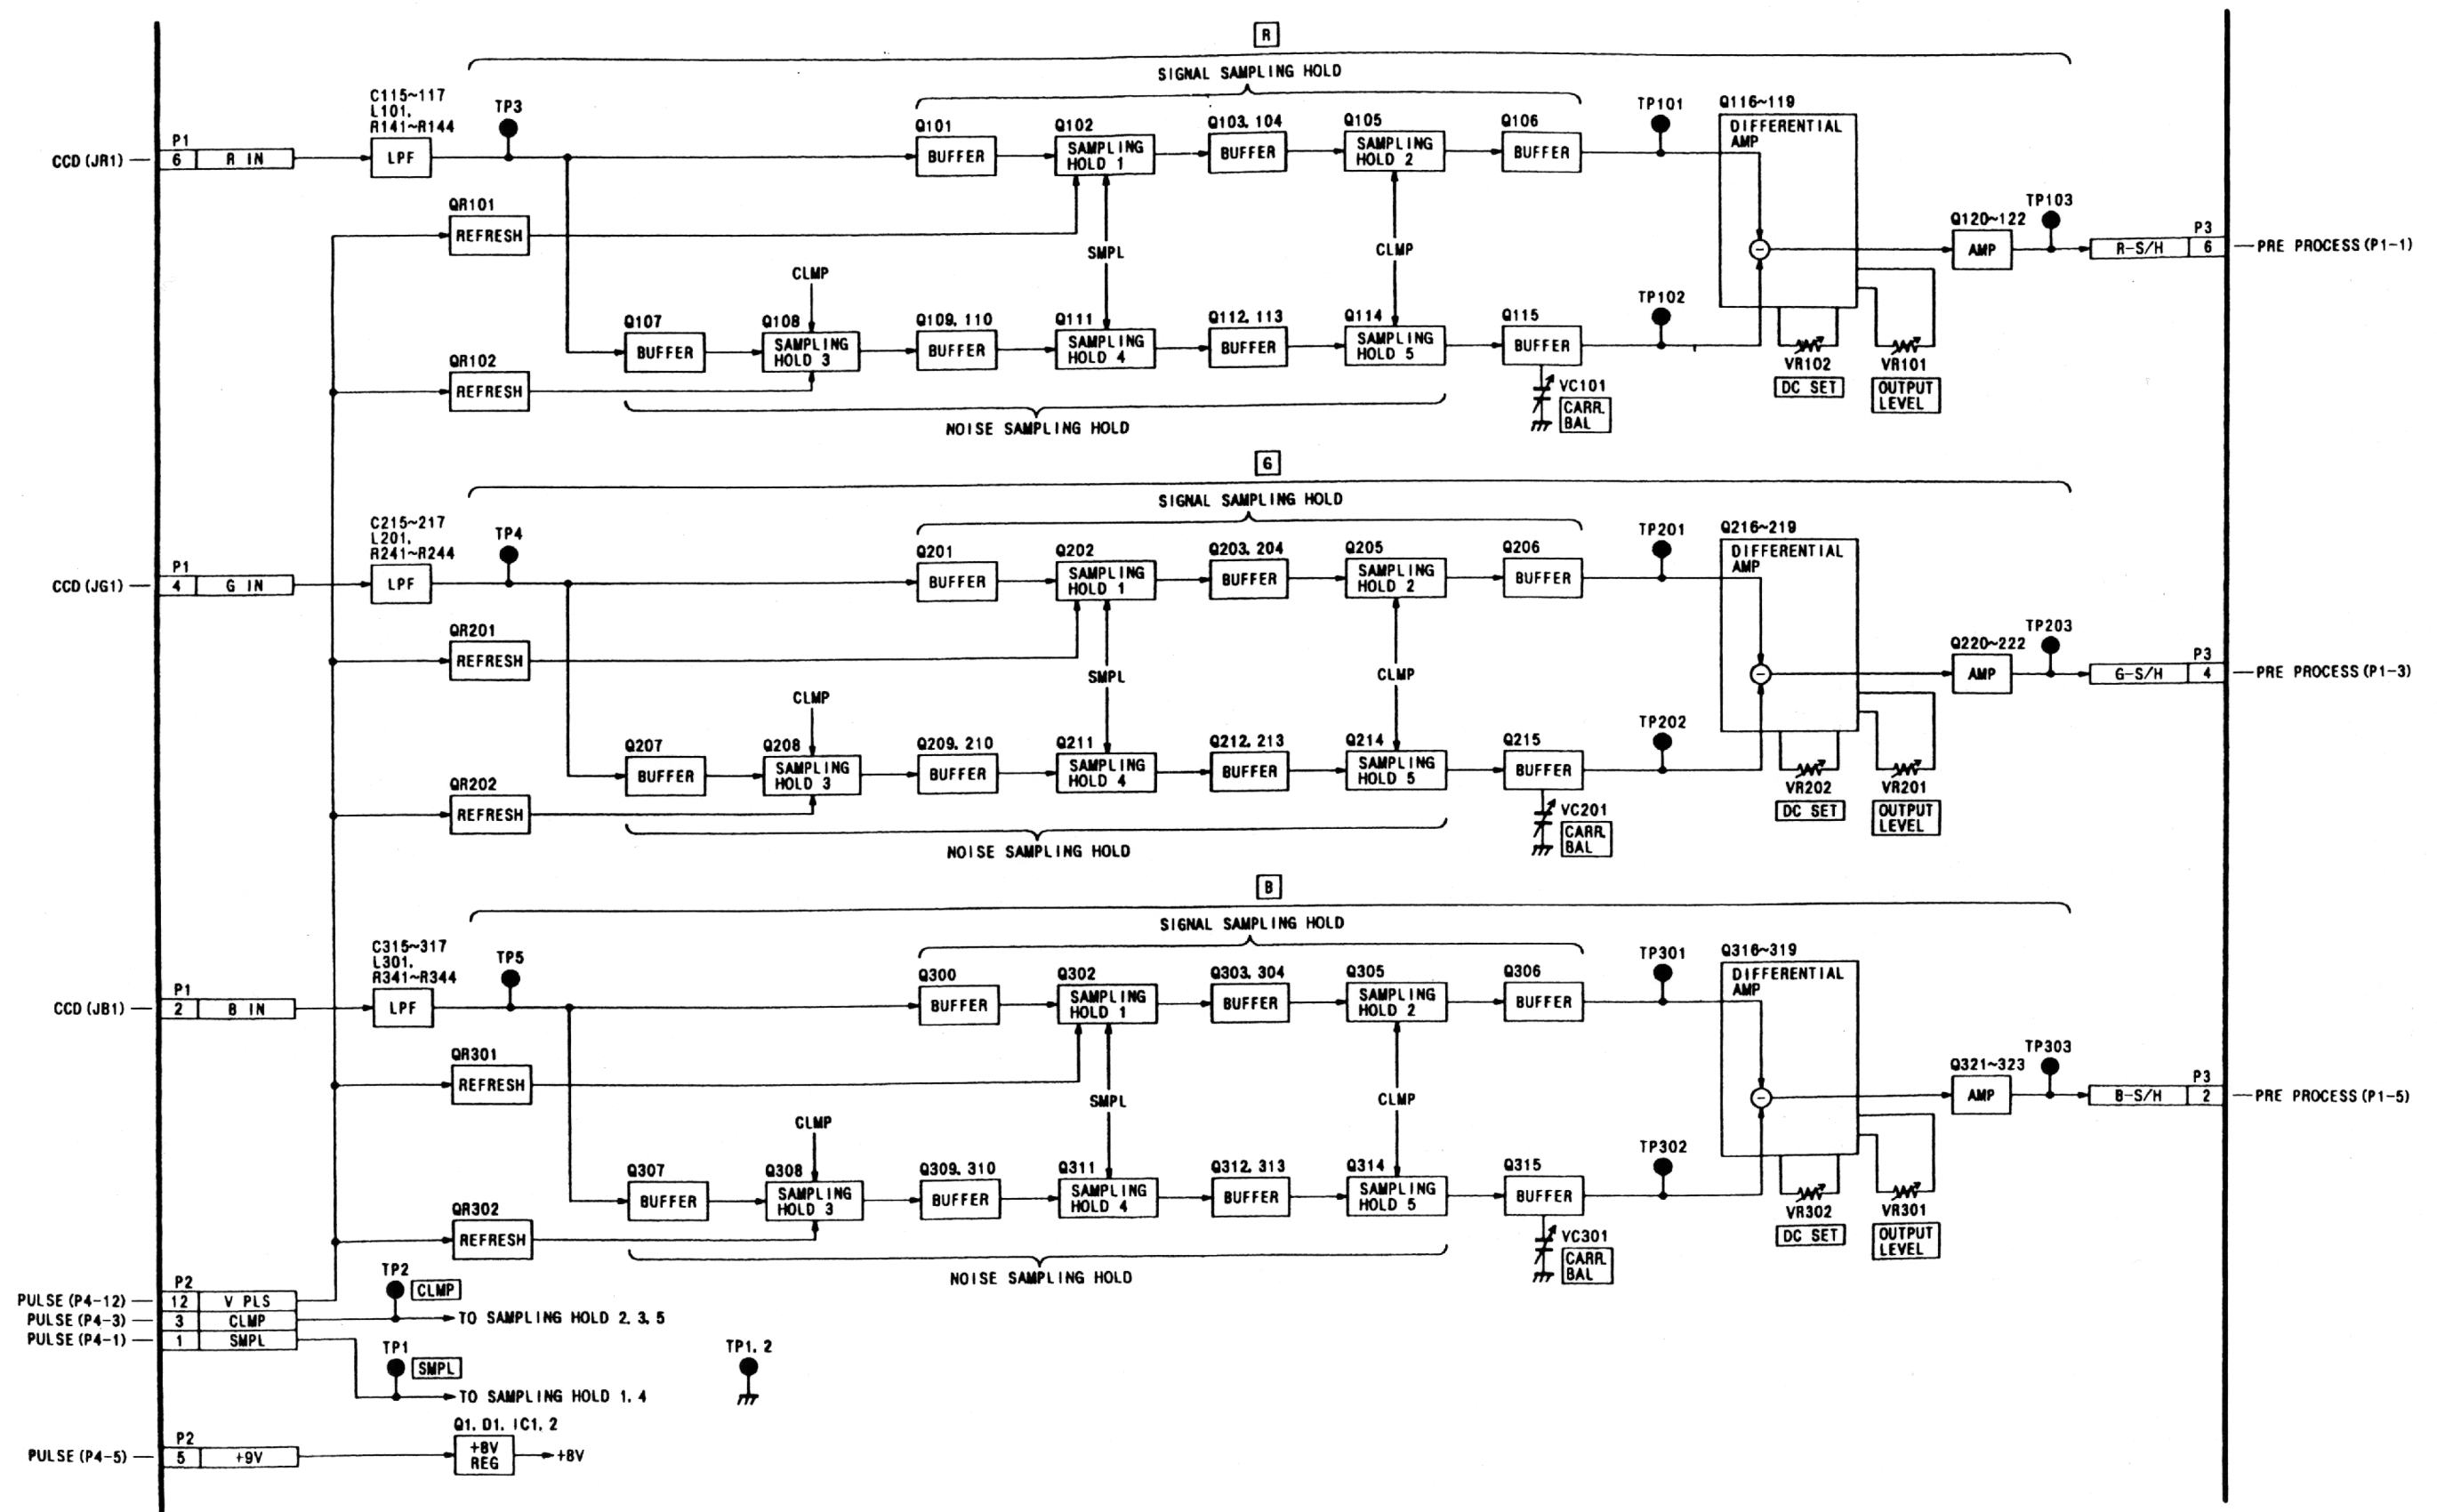 R
SIGNAL SAMPLING HOLD
C115~117
L101,
R141~R144
TP3
Q101
Q102
Q103, 104
Q105
Q106
TP101
Q116~119
CCD (JR1)
P1
6 R IN
LPF
BUFFER
SAMPLING
HOLD 1
BUFFER
SAMPLING
HOLD 2
BUFFER
DIFFERENTIAL
AMP
QR101
REFRESH
SMPL
CLMP
−
Q120~122
AMP
TP103
P3
R-S/H 6
PRE PROCESS (P1-1)
CLMP
Q107
Q108
Q109, 110
Q111
Q112, 113
Q114
Q115
TP102
BUFFER
SAMPLING
HOLD 3
BUFFER
SAMPLING
HOLD 4
BUFFER
SAMPLING
HOLD 5
BUFFER
QR102
REFRESH
VR102
DC SET
VR101
OUTPUT
LEVEL
VC101
CARR.
BAL
NOISE SAMPLING HOLD
G
SIGNAL SAMPLING HOLD
C215~217
L201,
R241~R244
TP4
Q201
Q202
Q203, 204
Q205
Q206
TP201
Q216~219
CCD (JG1)
P1
4 G IN
LPF
BUFFER
SAMPLING
HOLD 1
BUFFER
SAMPLING
HOLD 2
BUFFER
DIFFERENTIAL
AMP
QR201
REFRESH
SMPL
CLMP
−
Q220~222
AMP
TP203
P3
G-S/H 4
PRE PROCESS (P1-3)
CLMP
Q207
Q208
Q209, 210
Q211
Q212, 213
Q214
Q215
TP202
BUFFER
SAMPLING
HOLD 3
BUFFER
SAMPLING
HOLD 4
BUFFER
SAMPLING
HOLD 5
BUFFER
QR202
REFRESH
VR202
DC SET
VR201
OUTPUT
LEVEL
VC201
CARR.
BAL
NOISE SAMPLING HOLD
B
SIGNAL SAMPLING HOLD
C315~317
L301,
R341~R344
TP5
Q300
Q302
Q303, 304
Q305
Q306
TP301
Q316~319
CCD (JB1)
P1
2 B IN
LPF
BUFFER
SAMPLING
HOLD 1
BUFFER
SAMPLING
HOLD 2
BUFFER
DIFFERENTIAL
AMP
QR301
REFRESH
SMPL
CLMP
−
Q321~323
AMP
TP303
P3
B-S/H 2
PRE PROCESS (P1-5)
CLMP
Q307
Q308
Q309, 310
Q311
Q312, 313
Q314
Q315
TP302
BUFFER
SAMPLING
HOLD 3
BUFFER
SAMPLING
HOLD 4
BUFFER
SAMPLING
HOLD 5
BUFFER
QR302
REFRESH
VR302
DC SET
VR301
OUTPUT
LEVEL
VC301
CARR.
BAL
NOISE SAMPLING HOLD
P2
PULSE (P4-12) 12 V PLS
PULSE (P4-3) 3 CLMP
PULSE (P4-1) 1 SMPL
TP2 CLMP
TO SAMPLING HOLD 2, 3, 5
TP1 SMPL
TO SAMPLING HOLD 1, 4
TP1, 2
P2
PULSE (P4-5) 5 +9V
Q1, D1, IC1, 2
+8V
REG
+8V